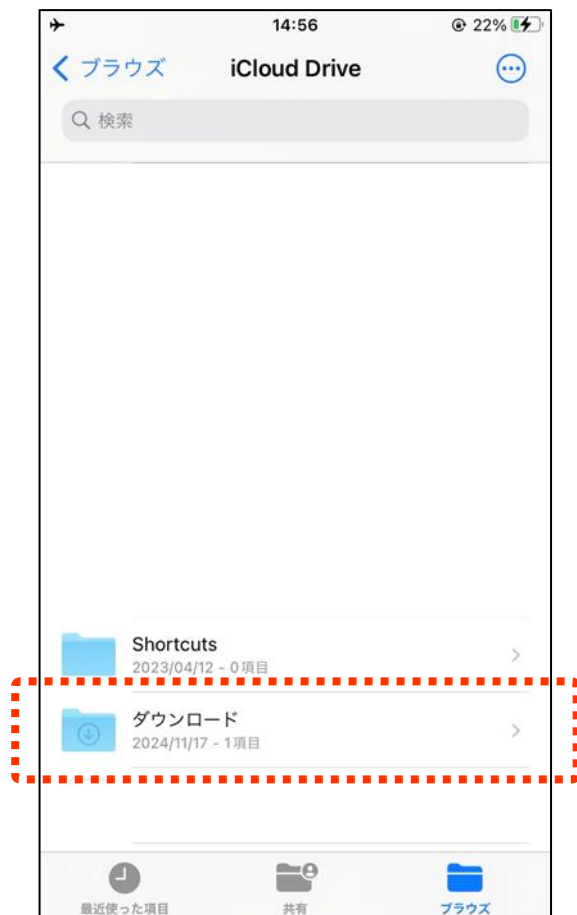 14:56
22%
ブラウズ
iCloud Drive
検索
Shortcuts
2023/04/12 - 0項目
ダウンロード
2024/11/17 - 1項目
最近使った項目
共有
ブラウズ